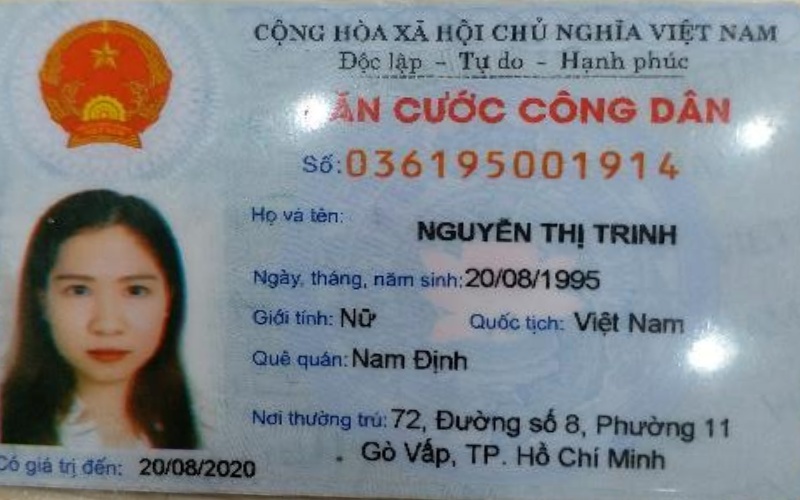 CỘNG HÒA XÃ HỘI CHỦ NGHĨA VIỆT NAM
Độc lập - Tự do - Hạnh phúc
CĂN CƯỚC CÔNG DÂN
Số: 036195001914
Họ và tên: NGUYỄN THỊ TRINH
Ngày, tháng, năm sinh: 20/08/1995
Giới tính: Nữ Quốc tịch: Việt Nam
Quê quán: Nam Định
Nơi thường trú: 72, Đường số 8, Phường 11
Gò Vấp, TP. Hồ Chí Minh
Có giá trị đến: 20/08/2020